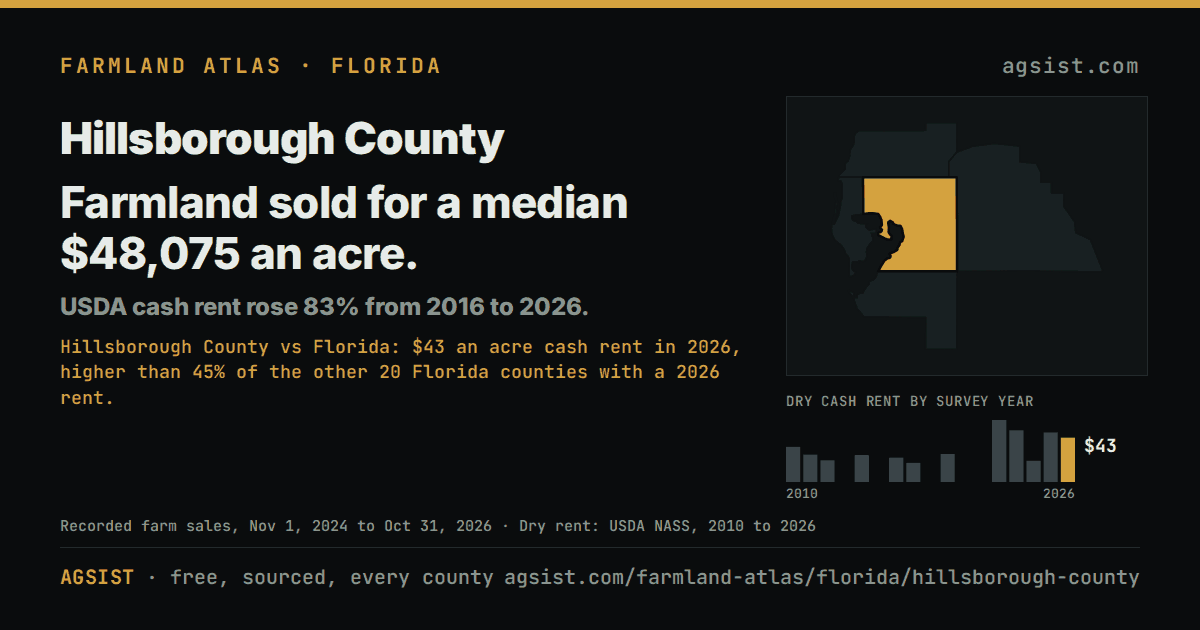 FARMLAND ATLAS · FLORIDA
agsist.com
Hillsborough County
Farmland sold for a median
$48,075 an acre.
USDA cash rent rose 83% from 2016 to 2026.
Hillsborough County vs Florida: $43 an acre cash rent in 2026,
higher than 45% of the other 20 Florida counties with a 2026
rent.
DRY CASH RENT BY SURVEY YEAR
$43
2010
2026
Recorded farm sales, Nov 1, 2024 to Oct 31, 2026 · Dry rent: USDA NASS, 2010 to 2026
AGSIST · free, sourced, every county
agsist.com/farmland-atlas/florida/hillsborough-county